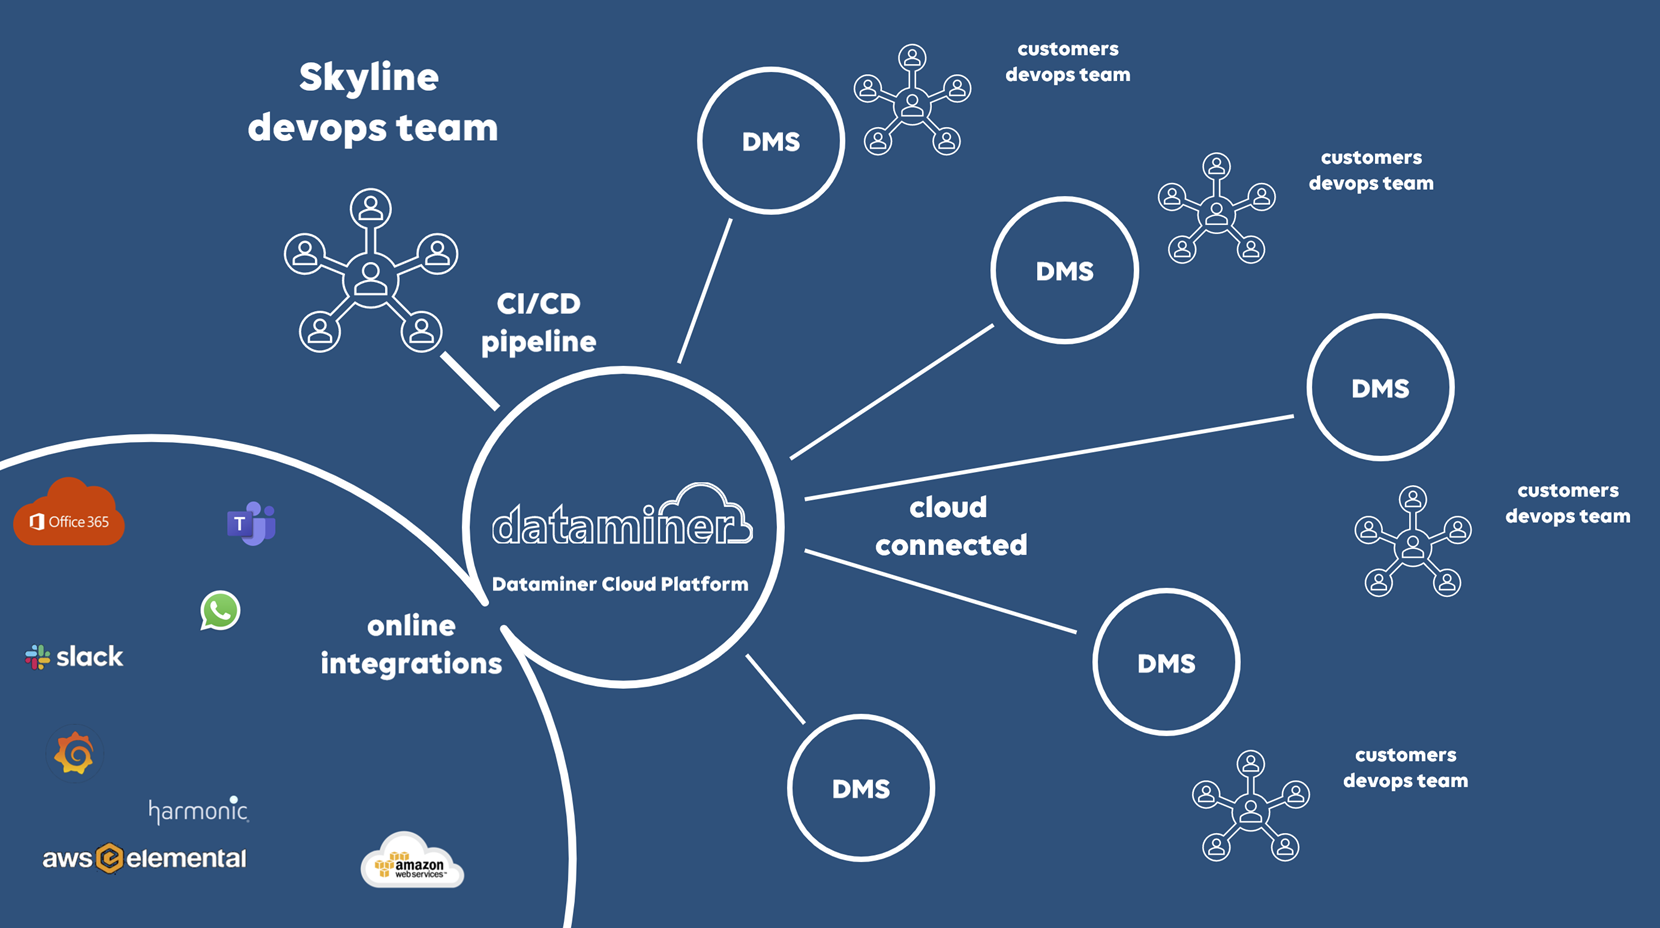 Skyline
devops team
CI/CD
pipeline
DMS
customers
devops team
DMS
customers
devops team
DMS
customers
devops team
cloud
connected
dataminer
Dataminer Cloud Platform
DMS
customers
devops team
DMS
online
integrations
Office 365
T
slack
harmonic
aws e elemental
amazon
web services™